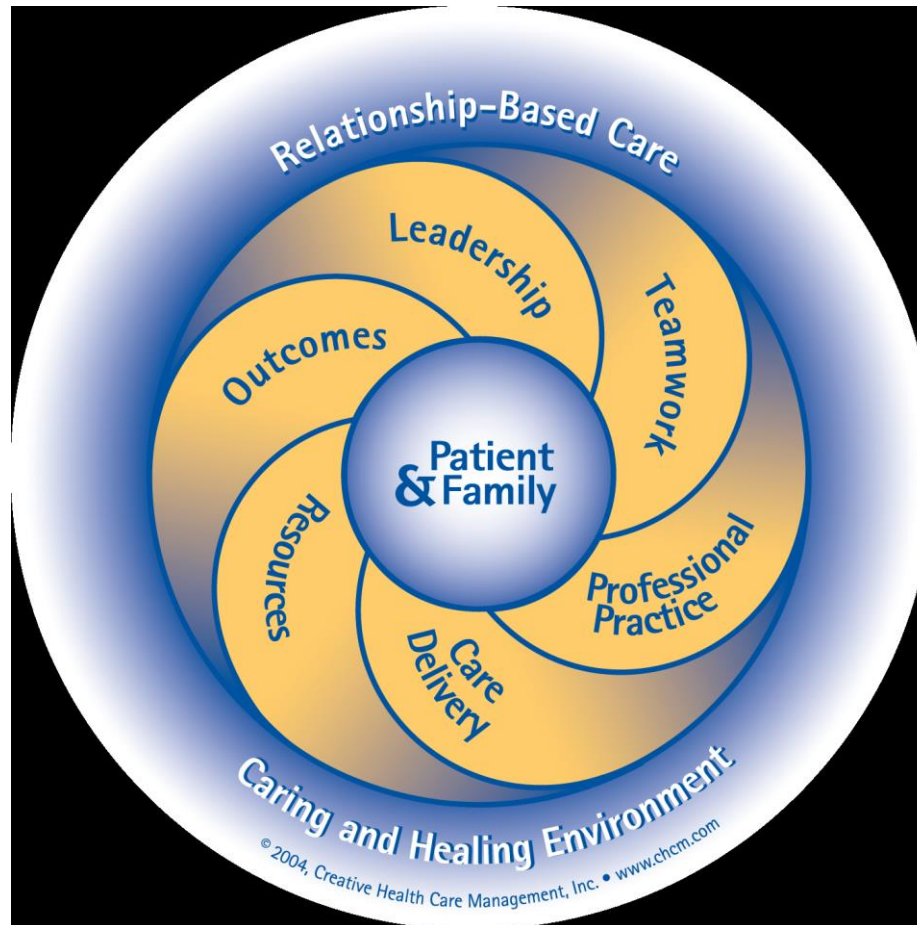 Relationship-Based Care
Leadership
Teamwork
Outcomes
Patient
& Family
Resources
Professional
Practice
Care
Delivery
Caring and Healing Environment
© 2004, Creative Health Care Management, Inc. • www.chcm.com